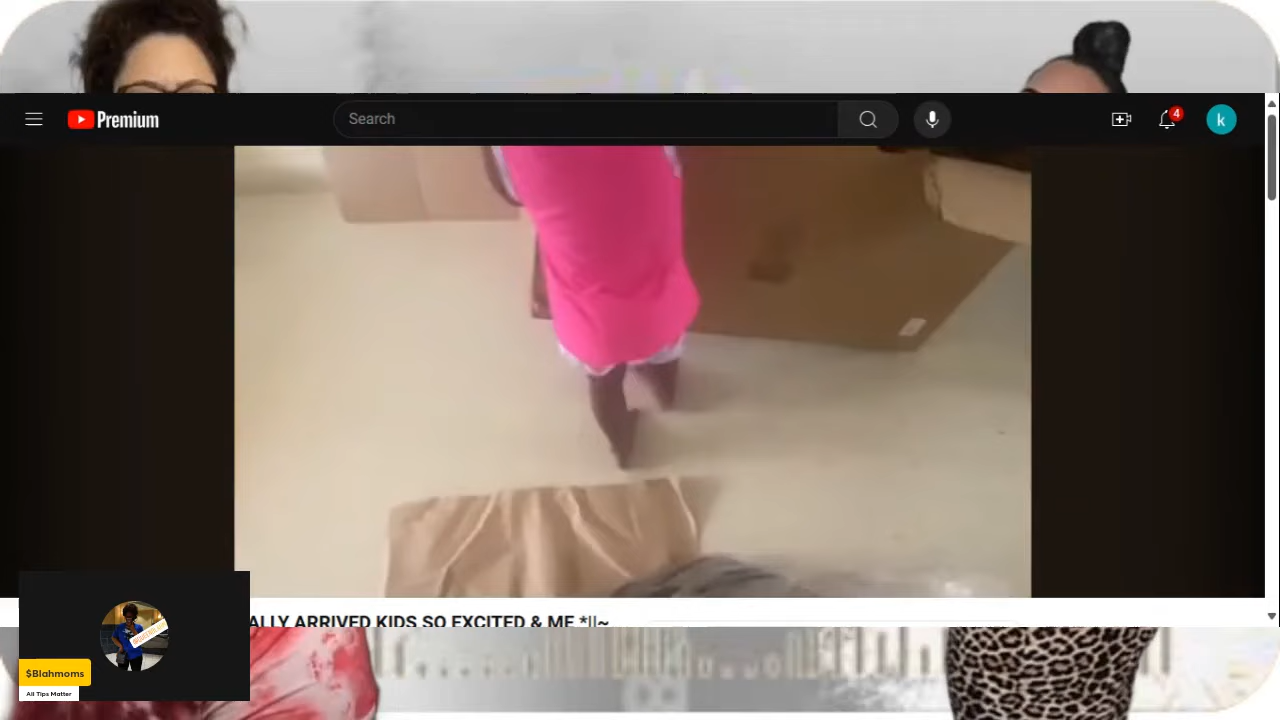 Premium
Search
4
k
ALLY ARRIVED KIDS SO EXCITED & ME *||~
$Blahmoms
All Tips Matter